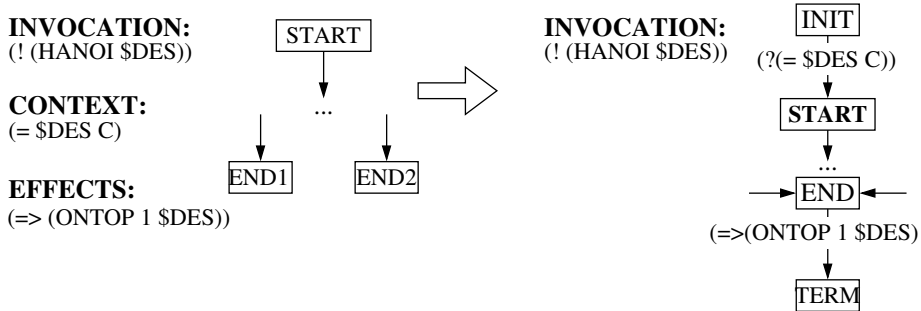 INVOCATION:
(! (HANOI $DES))
START
...
CONTEXT:
(= $DES C)
END1
END2
EFFECTS:
(=> (ONTOP 1 $DES))
INVOCATION:
(! (HANOI $DES))
INIT
(?(= $DES C))
START
...
END
(=>(ONTOP 1 $DES)
TERM